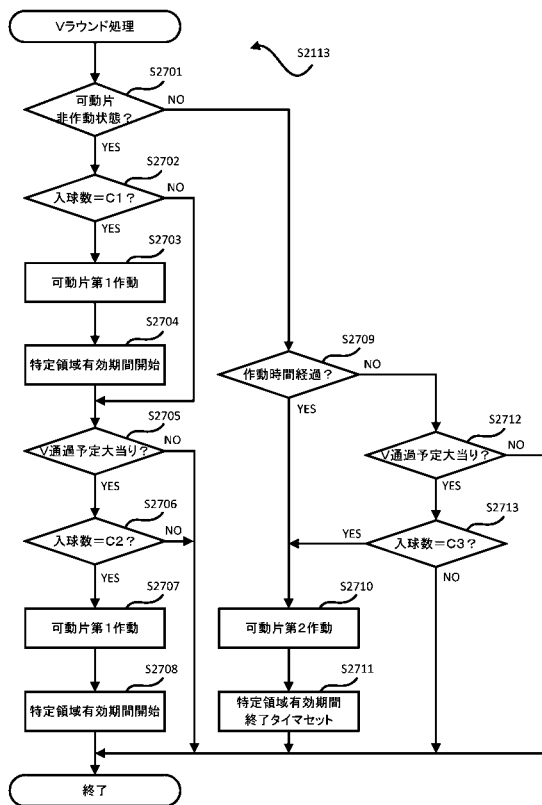 Vラウンド処理
S2113
S2701
可動片
非作動状態？
NO
YES
S2702
入球数＝C1？
NO
YES
S2703
可動片第1作動
S2704
特定領域有効期間開始
S2705
V通過予定大当り？
NO
YES
S2706
入球数＝C2？
NO
YES
S2707
可動片第1作動
S2708
特定領域有効期間開始
終了
S2709
作動時間経過？
NO
YES
S2712
V通過予定大当り？
NO
YES
S2713
入球数＝C3？
YES
NO
S2710
可動片第2作動
S2711
特定領域有効期間
終了タイマセット